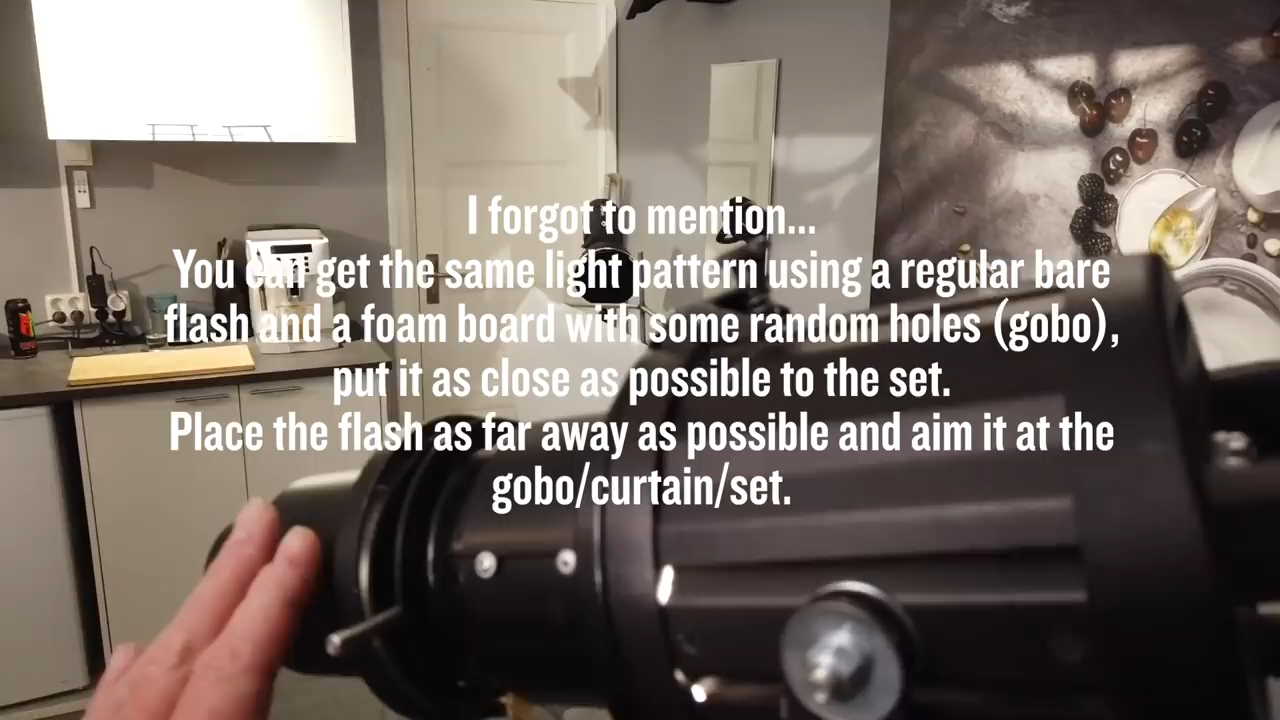 I forgot to mention...
You can get the same light pattern using a regular bare
flash and a foam board with some random holes (gobo),
put it as close as possible to the set.
Place the flash as far away as possible and aim it at the
gobo/curtain/set.